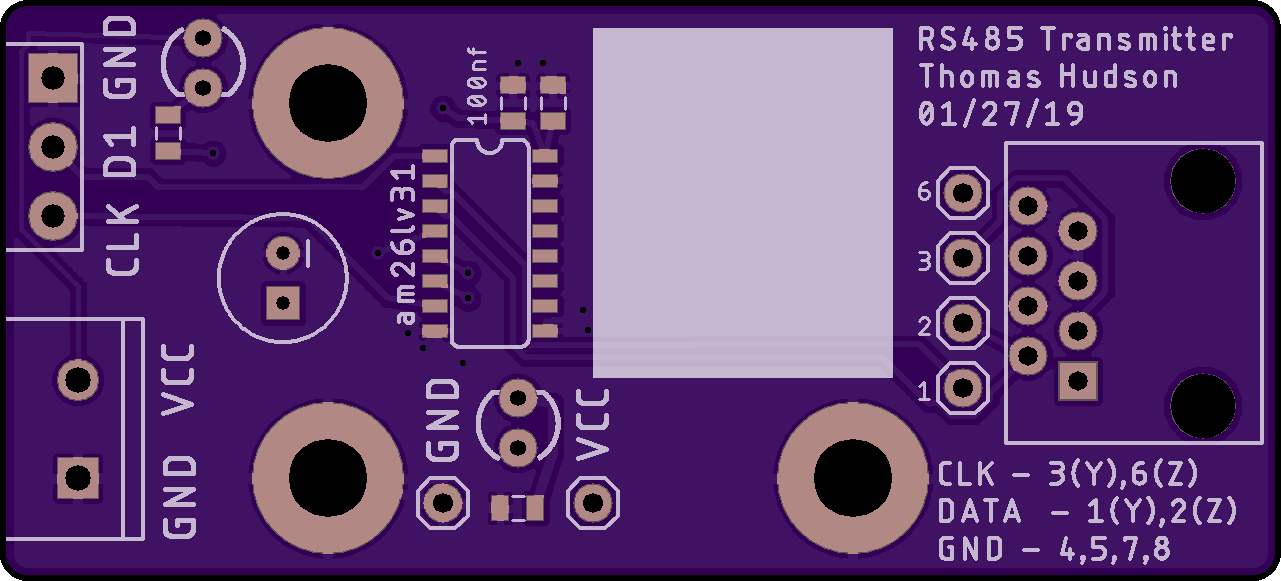 GND
D1
CLK
100nf
am26lv31
RS485 Transmitter
Thomas Hudson
01/27/19
6
3
2
1
GND VCC
GND
VCC
CLK - 3(Y),6(Z)
DATA - 1(Y),2(Z)
GND - 4,5,7,8